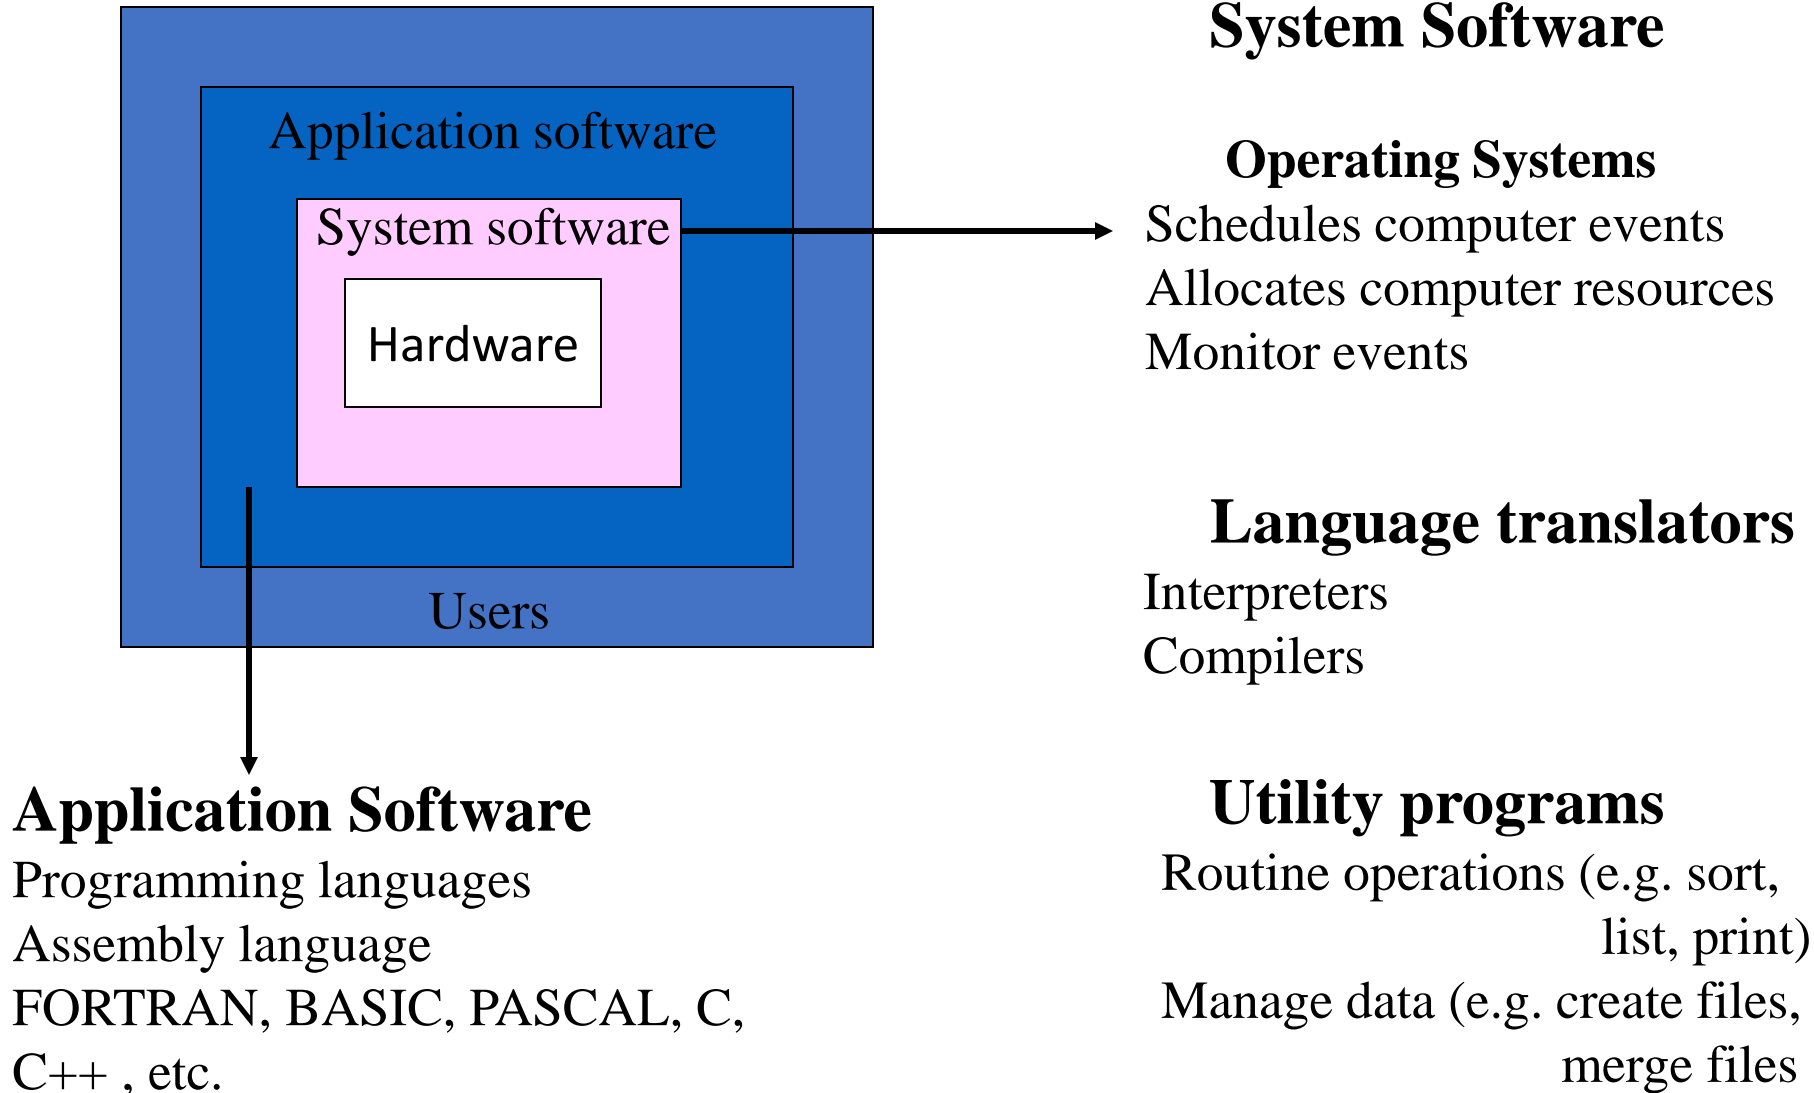 Application software
System software
Hardware
Users
Application Software
Programming languages
Assembly language
FORTRAN, BASIC, PASCAL, C,
C++ , etc.
System Software
Operating Systems
Schedules computer events
Allocates computer resources
Monitor events
Language translators
Interpreters
Compilers
Utility programs
Routine operations (e.g. sort,
list, print)
Manage data (e.g. create files,
merge files